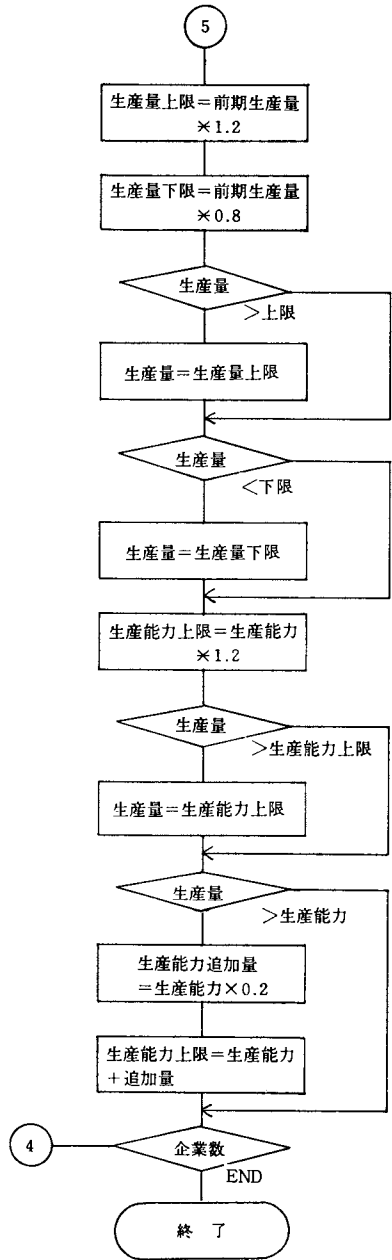 5
生産量上限＝前期生産量
×1.2
生産量下限＝前期生産量
×0.8
生産量
＞上限
生産量＝生産量上限
生産量
＜下限
生産量＝生産量下限
生産能力上限＝生産能力
×1.2
生産量
＞生産能力上限
生産量＝生産能力上限
生産量
＞生産能力
生産能力追加量
＝生産能力×0.2
生産能力上限＝生産能力
＋追加量
4
企業数
END
終 了